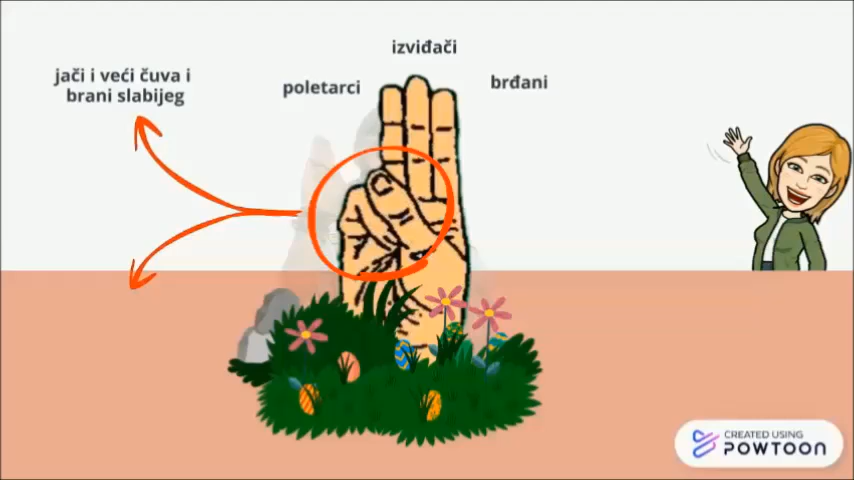 izviđači
jači i veći čuva i
brani slabijeg
poletarci
brđani
CREATED USING
POWTOON